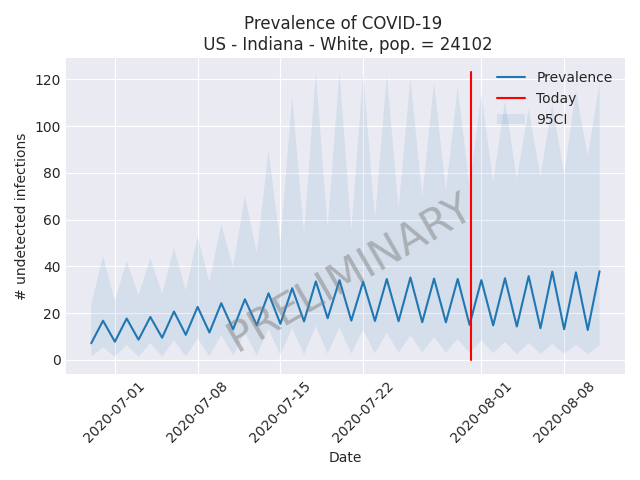 Prevalence of COVID-19
US - Indiana - White, pop. = 24102
# undetected infections
120
100
80
60
40
20
0
Prevalence
Today
95CI
PRELIMINARY
2020-07-01
2020-07-08
2020-07-15
2020-07-22
2020-08-01
2020-08-08
Date